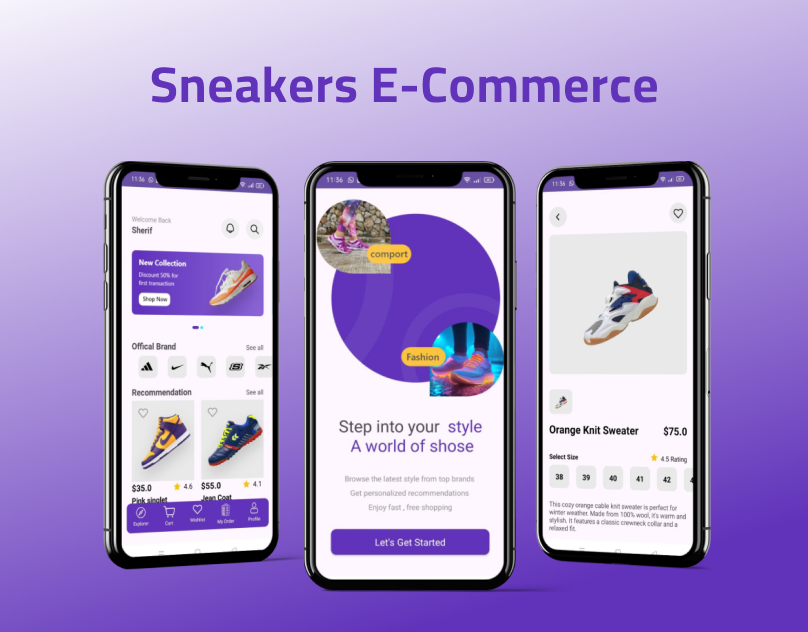 Sneakers E-Commerce
11:36
Welcome Back
Sherif
New Collection
Discount 50% for
first transaction
Shop Now
Offical Brand
See all
Recommendation
See all
$35.0
4.6
$55.0
4.1
Pink singlet
Jean Coat
Explorer
Cart
Wishlist
My Order
Profile
11:36
comport
Fashion
Step into your style
A world of shose
Browse the latest style from top brands
Get personalized recommendations
Enjoy fast , free shopping
Let's Get Started
11:36
Orange Knit Sweater
$75.0
Select Size
4.5 Rating
38
39
40
41
42
This cozy orange cable knit sweater is perfect for
winter weather. Made from 100% wool, it's warm and
stylish. It features a classic crewneck collar and a
relaxed fit.